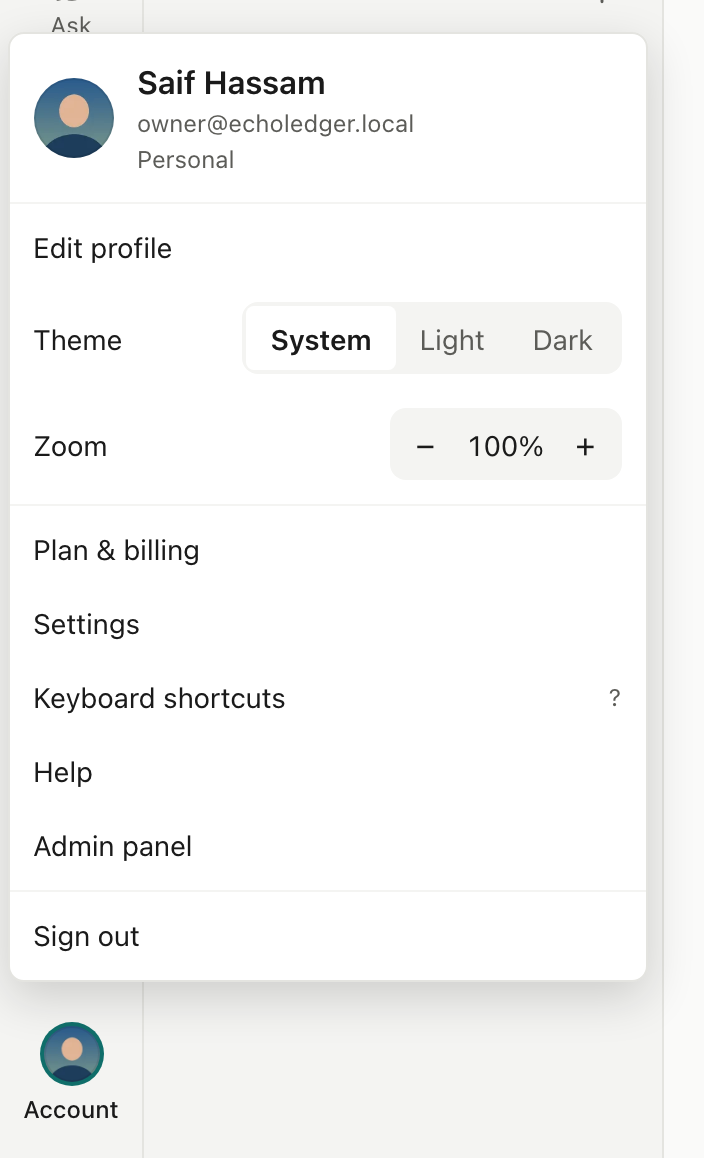 Ask
Saif Hassam
owner@echoledger.local
Personal
Edit profile
Theme System Light Dark
Zoom − 100% +
Plan & billing
Settings
Keyboard shortcuts ?
Help
Admin panel
Sign out
Account